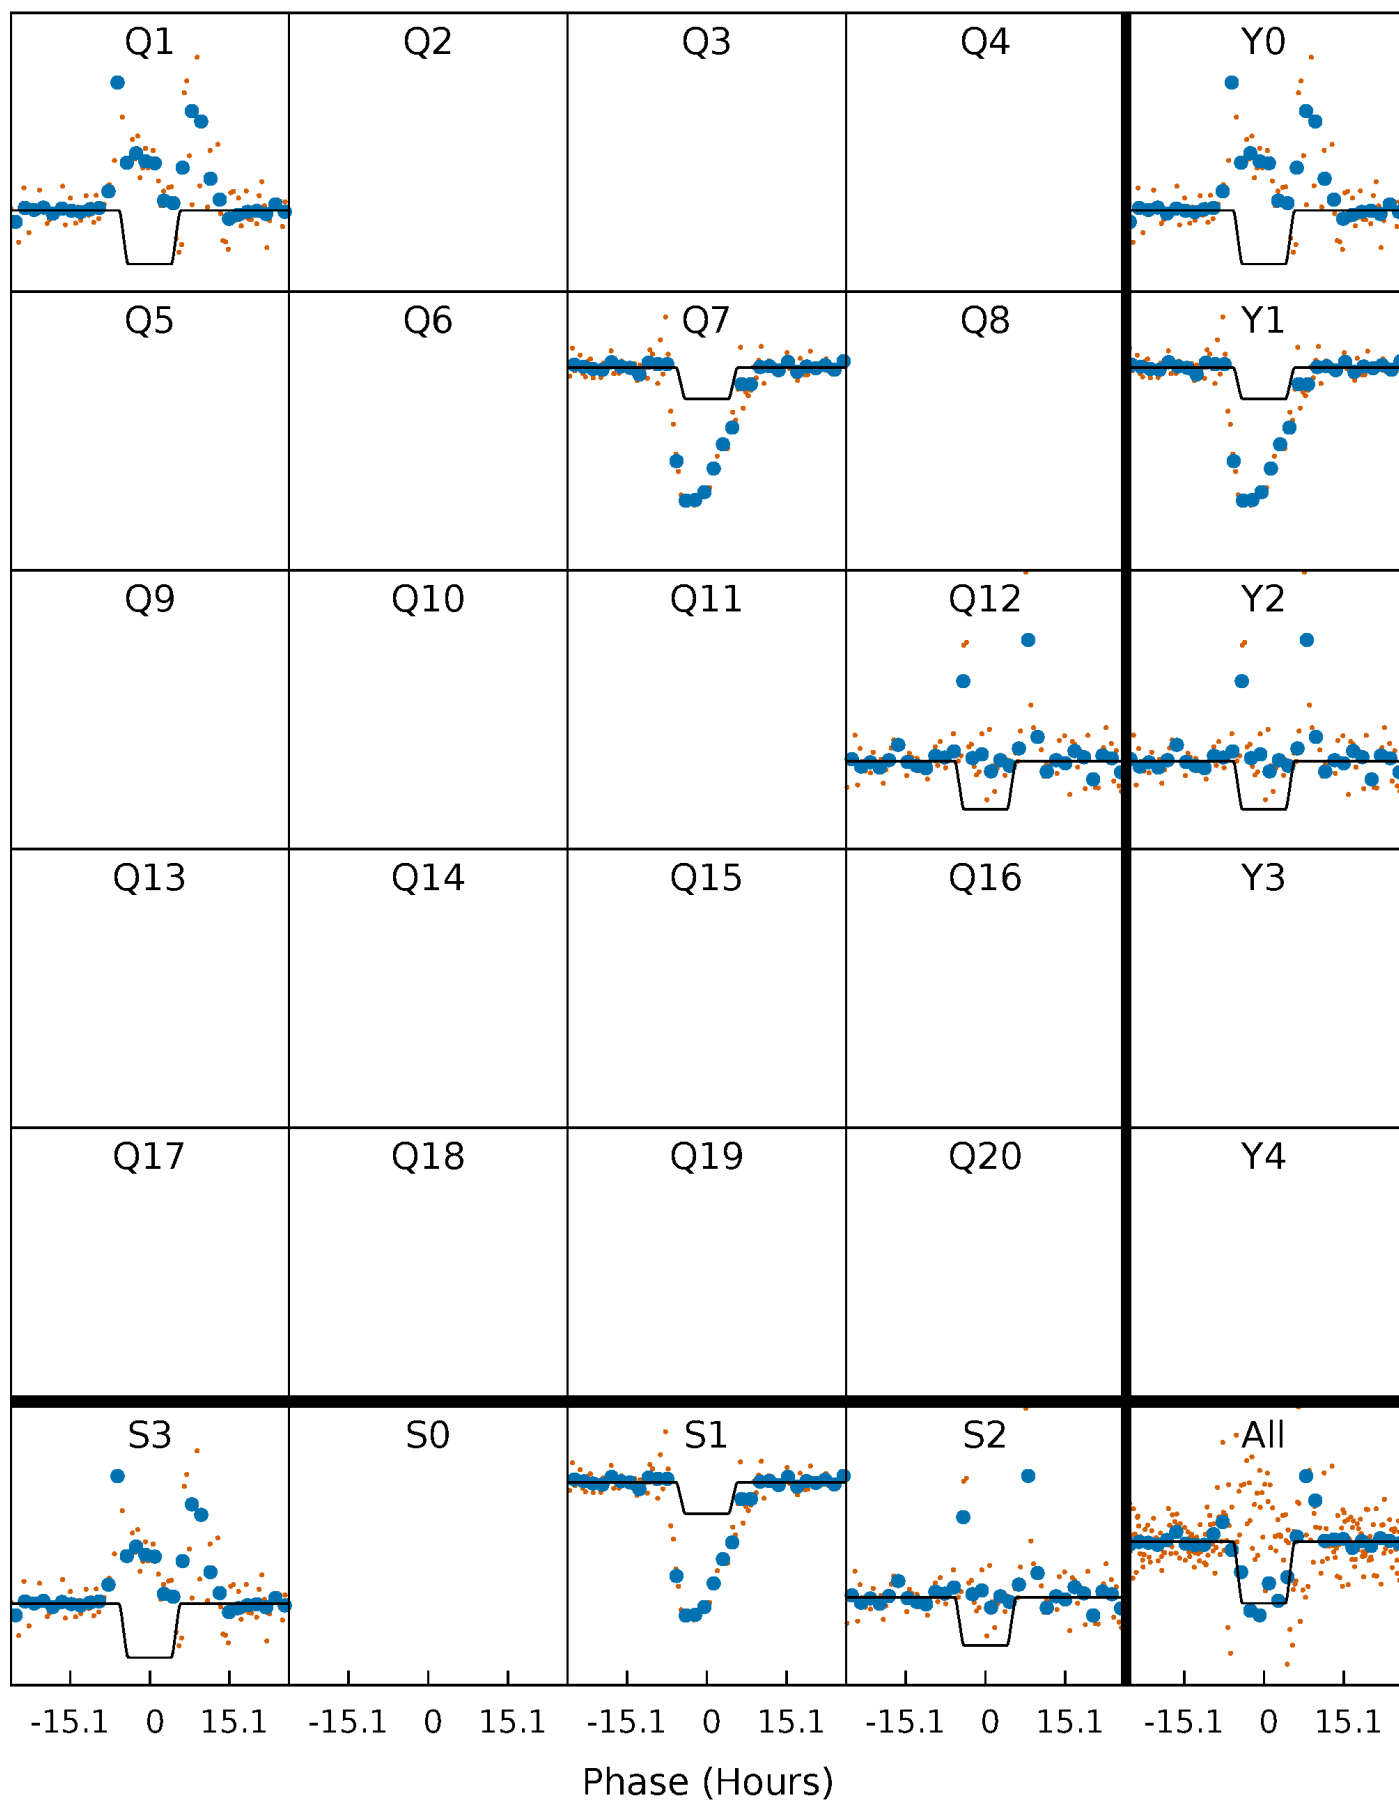 Q1 Q2 Q3 Q4 Y0
Q5 Q6 Q7 Q8 Y1
Q9 Q10 Q11 Q12 Y2
Q13 Q14 Q15 Q16 Y3
Q17 Q18 Q19 Q20 Y4
S3 S0 S1 S2 All
-15.1 0 15.1 -15.1 0 15.1 -15.1 0 15.1 -15.1 0 15.1 -15.1 0 15.1
Phase (Hours)